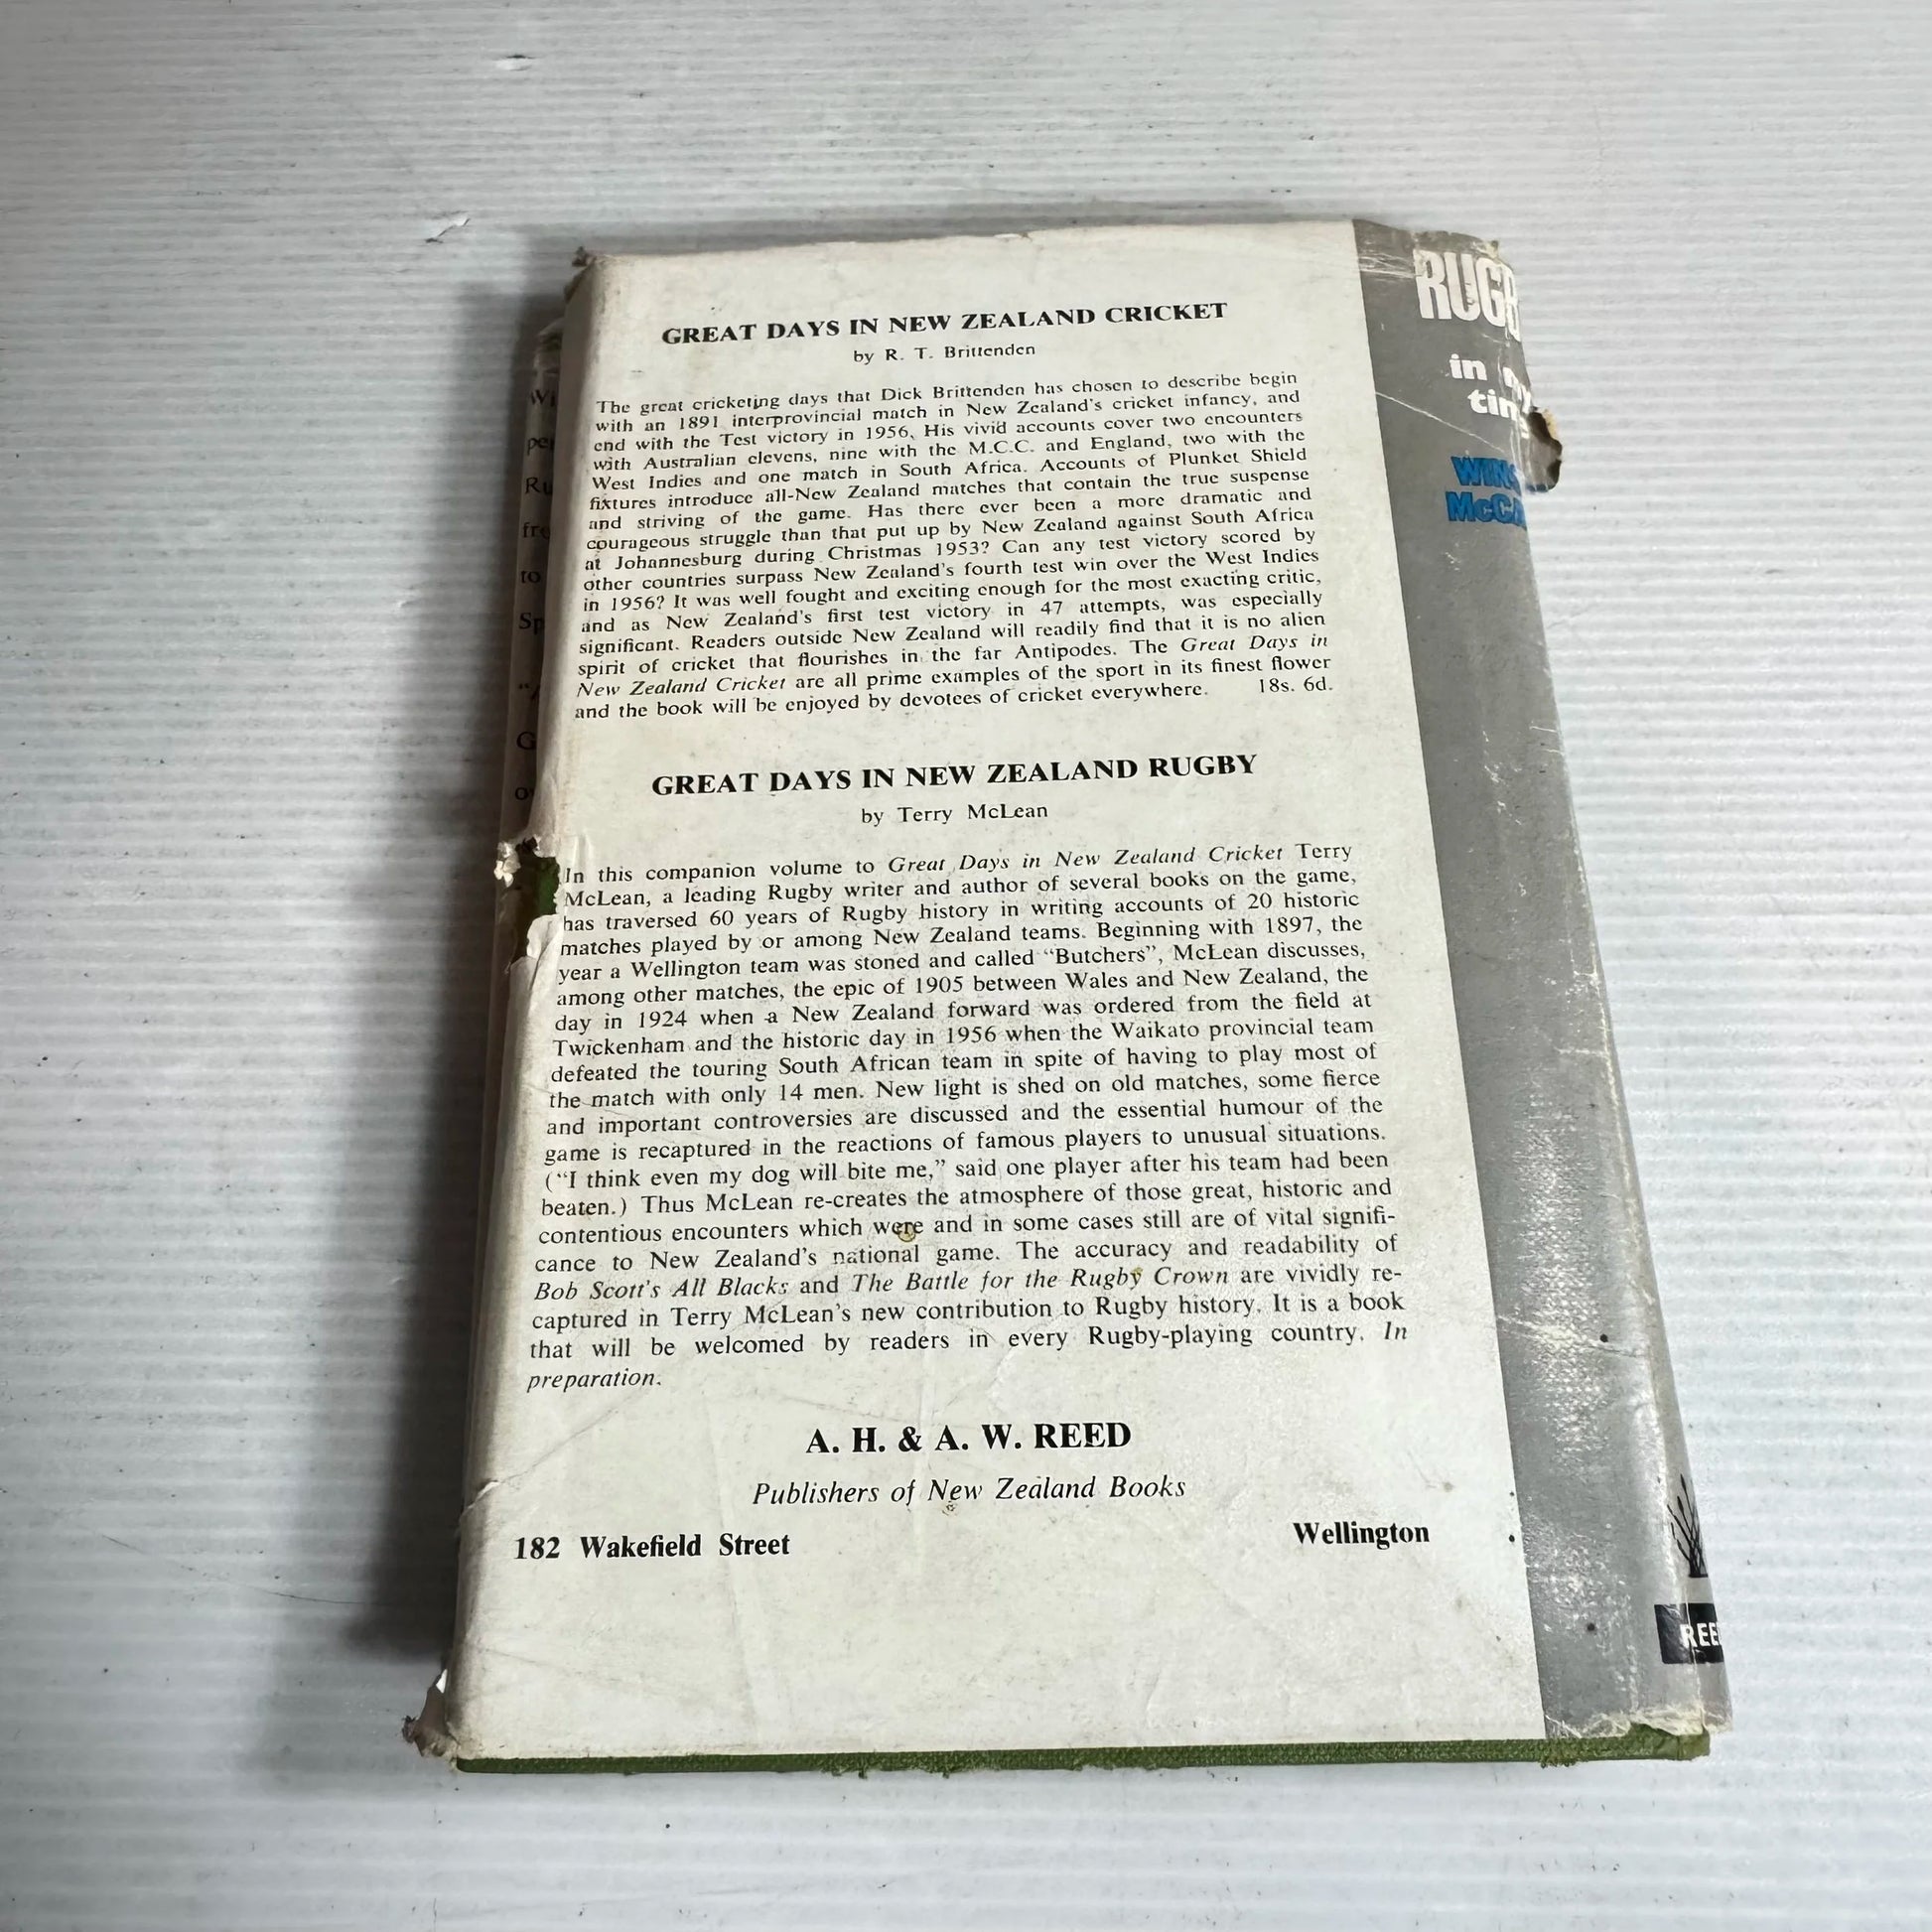 GREAT DAYS IN NEW ZEALAND CRICKET
by R. T. Brittenden
The great cricketing days that Dick Brittenden has chosen to describe begin
with an 1891 interprovincial match in New Zealand's cricket infancy, and
end with the Test victory in 1956. His vivid accounts cover two encounters
with Australian elevens, nine with the M.C.C. and England, two with the
West Indies and one match in South Africa. Accounts of Plunket Shield
fixtures introduce all-New Zealand matches that contain the true suspense
and striving of the game. Has there ever been a more dramatic and
courageous struggle than that put up by New Zealand against South Africa
at Johannesburg during Christmas 1953? Can any test victory scored by
other countries surpass New Zealand's fourth test win over the West Indies
in 1956? It was well fought and exciting enough for the most exacting critic,
and as New Zealand's first test victory in 47 attempts, was especially
significant. Readers outside New Zealand will readily find that it is no alien
spirit of cricket that flourishes in the far Antipodes. The Great Days in
New Zealand Cricket are all prime examples of the sport in its finest flower
and the book will be enjoyed by devotees of cricket everywhere. 18s. 6d.
GREAT DAYS IN NEW ZEALAND RUGBY
by Terry McLean
In this companion volume to Great Days in New Zealand Cricket Terry
McLean, a leading Rugby writer and author of several books on the game,
has traversed 60 years of Rugby history in writing accounts of 20 historic
matches played by or among New Zealand teams. Beginning with 1897, the
year a Wellington team was stoned and called "Butchers", McLean discusses,
among other matches, the epic of 1905 between Wales and New Zealand, the
day in 1924 when a New Zealand forward was ordered from the field at
Twickenham and the historic day in 1956 when the Waikato provincial team
defeated the touring South African team in spite of having to play most of
the match with only 14 men. New light is shed on old matches, some fierce
and important controversies are discussed and the essential humour of the
game is recaptured in the reactions of famous players to unusual situations.
("I think even my dog will bite me," said one player after his team had been
beaten.) Thus McLean re-creates the atmosphere of those great, historic and
contentious encounters which were and in some cases still are of vital signifi-
cance to New Zealand's national game. The accuracy and readability of
Bob Scott's All Blacks and The Battle for the Rugby Crown are vividly re-
captured in Terry McLean's new contribution to Rugby history. It is a book
that will be welcomed by readers in every Rugby-playing country. In
preparation.
A. H. & A. W. REED
Publishers of New Zealand Books
182 Wakefield Street Wellington
RUGB
in
tim
WINS
McCA
REE